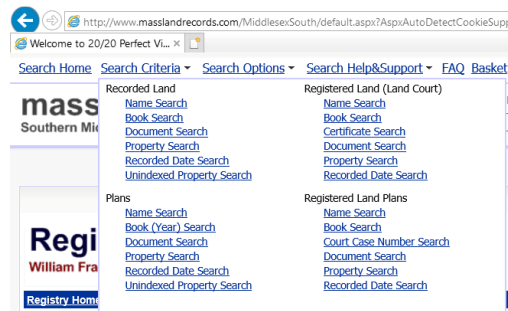 http://www.masslandrecords.com/MiddlesexSouth/default.aspx?AspxAutoDetectCookieSupp
Welcome to 20/20 Perfect Vi...
Search Home Search Criteria Search Options Search Help&Support FAQ Basket
mass
Southern Mi
Recorded Land
Name Search
Book Search
Document Search
Property Search
Recorded Date Search
Unindexed Property Search
Registered Land (Land Court)
Name Search
Book Search
Certificate Search
Document Search
Property Search
Recorded Date Search
Plans
Name Search
Book (Year) Search
Document Search
Property Search
Recorded Date Search
Unindexed Property Search
Registered Land Plans
Name Search
Book Search
Court Case Number Search
Document Search
Property Search
Recorded Date Search
Regi
William Fra
Registry Home